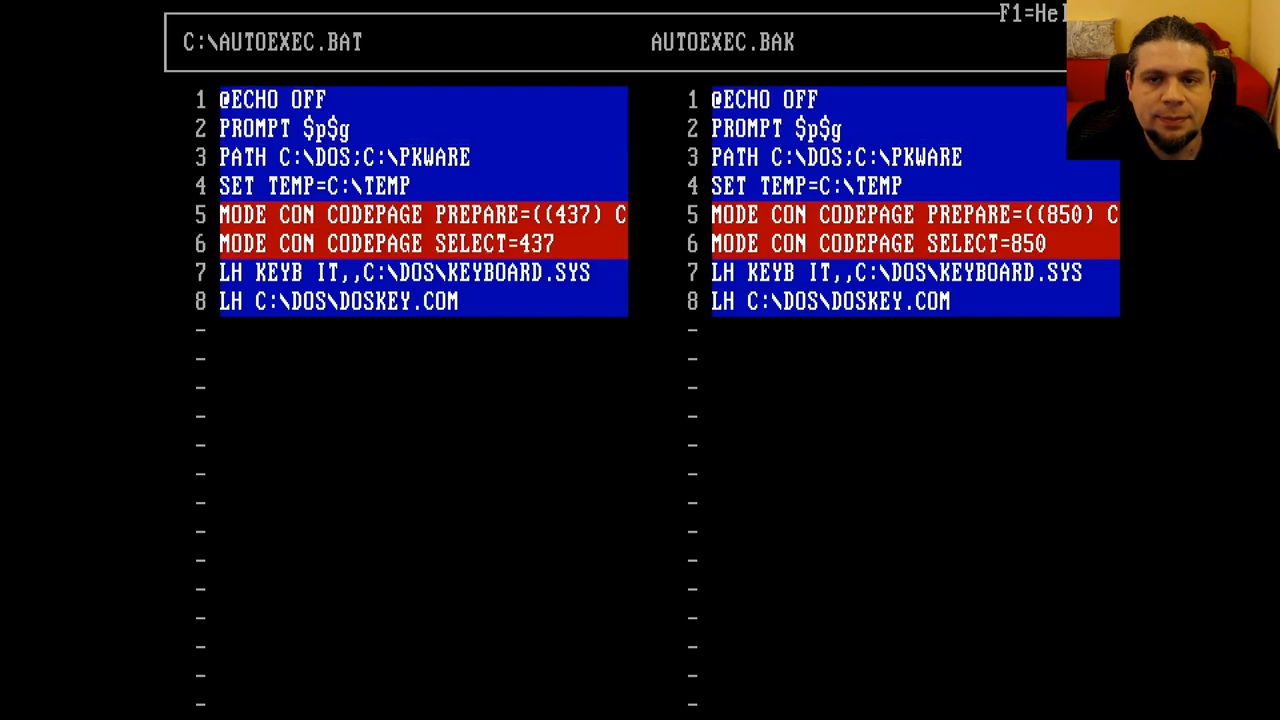 F1=Hel
C:\AUTOEXEC.BAT AUTOEXEC.BAK
1 @ECHO OFF 1 @ECHO OFF
2 PROMPT $p$g 2 PROMPT $p$g
3 PATH C:\DOS;C:\PKWARE 3 PATH C:\DOS;C:\PKWARE
4 SET TEMP=C:\TEMP 4 SET TEMP=C:\TEMP
5 MODE CON CODEPAGE PREPARE=((437) C 5 MODE CON CODEPAGE PREPARE=((850) C
6 MODE CON CODEPAGE SELECT=437 6 MODE CON CODEPAGE SELECT=850
7 LH KEYB IT,,C:\DOS\KEYBOARD.SYS 7 LH KEYB IT,,C:\DOS\KEYBOARD.SYS
8 LH C:\DOS\DOSKEY.COM 8 LH C:\DOS\DOSKEY.COM